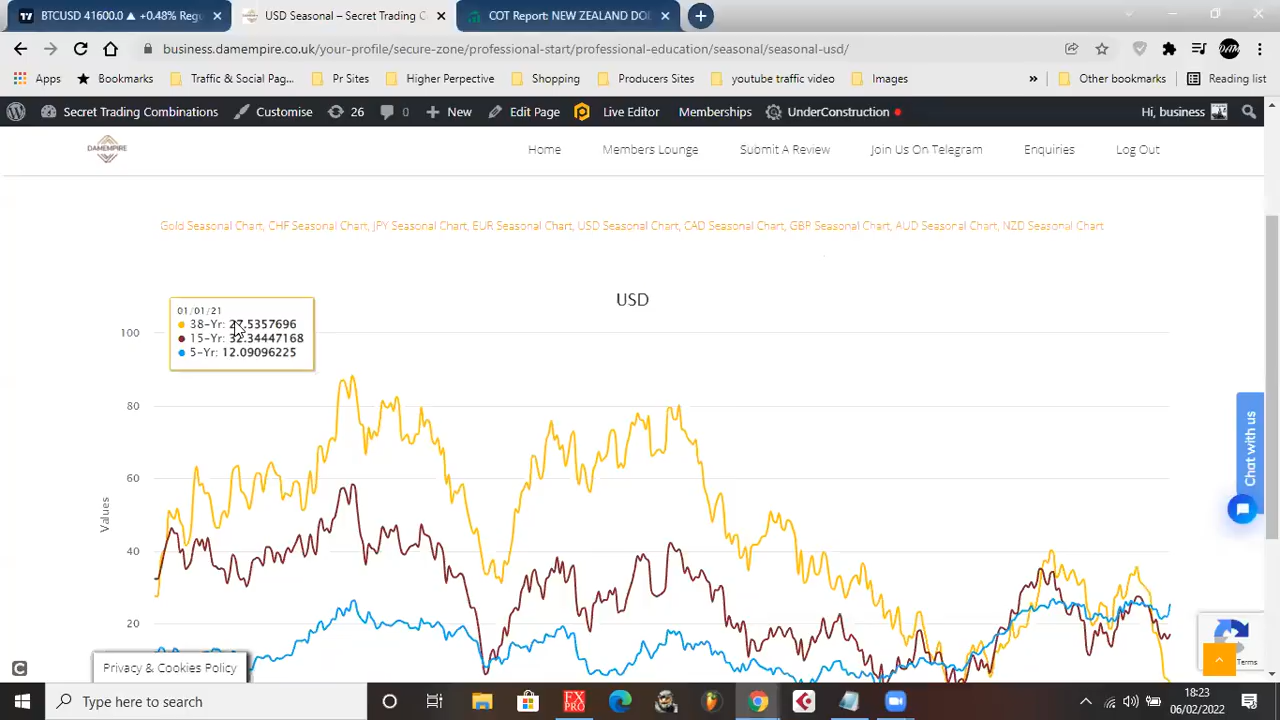 BTCUSD 41600.0 ▲ +0.48% Regu
USD Seasonal – Secret Trading C
COT Report: NEW ZEALAND DOL
business.damempire.co.uk/your-profile/secure-zone/professional-start/professional-education/seasonal/seasonal-usd/
Apps Bookmarks Traffic & Social Pag... Pr Sites Higher Perpective Shopping Producers Sites youtube traffic video Images » Other bookmarks Reading list
Secret Trading Combinations Customise 26 0 New Edit Page Live Editor Memberships UnderConstruction Hi, business
DAMEMPIRE
Home Members Lounge Submit A Review Join Us On Telegram Enquiries Log Out
Gold Seasonal Chart, CHF Seasonal Chart, JPY Seasonal Chart, EUR Seasonal Chart, USD Seasonal Chart, CAD Seasonal Chart, GBP Seasonal Chart, AUD Seasonal Chart, NZD Seasonal Chart
USD
01/01/21
38-Yr: 27.5357696
15-Yr: 32.34447168
5-Yr: 12.09096225
100
80
60
40
20
Values
Chat with us
Privacy & Cookies Policy
Terms
Type here to search
FX
PRO
18:23
06/02/2022